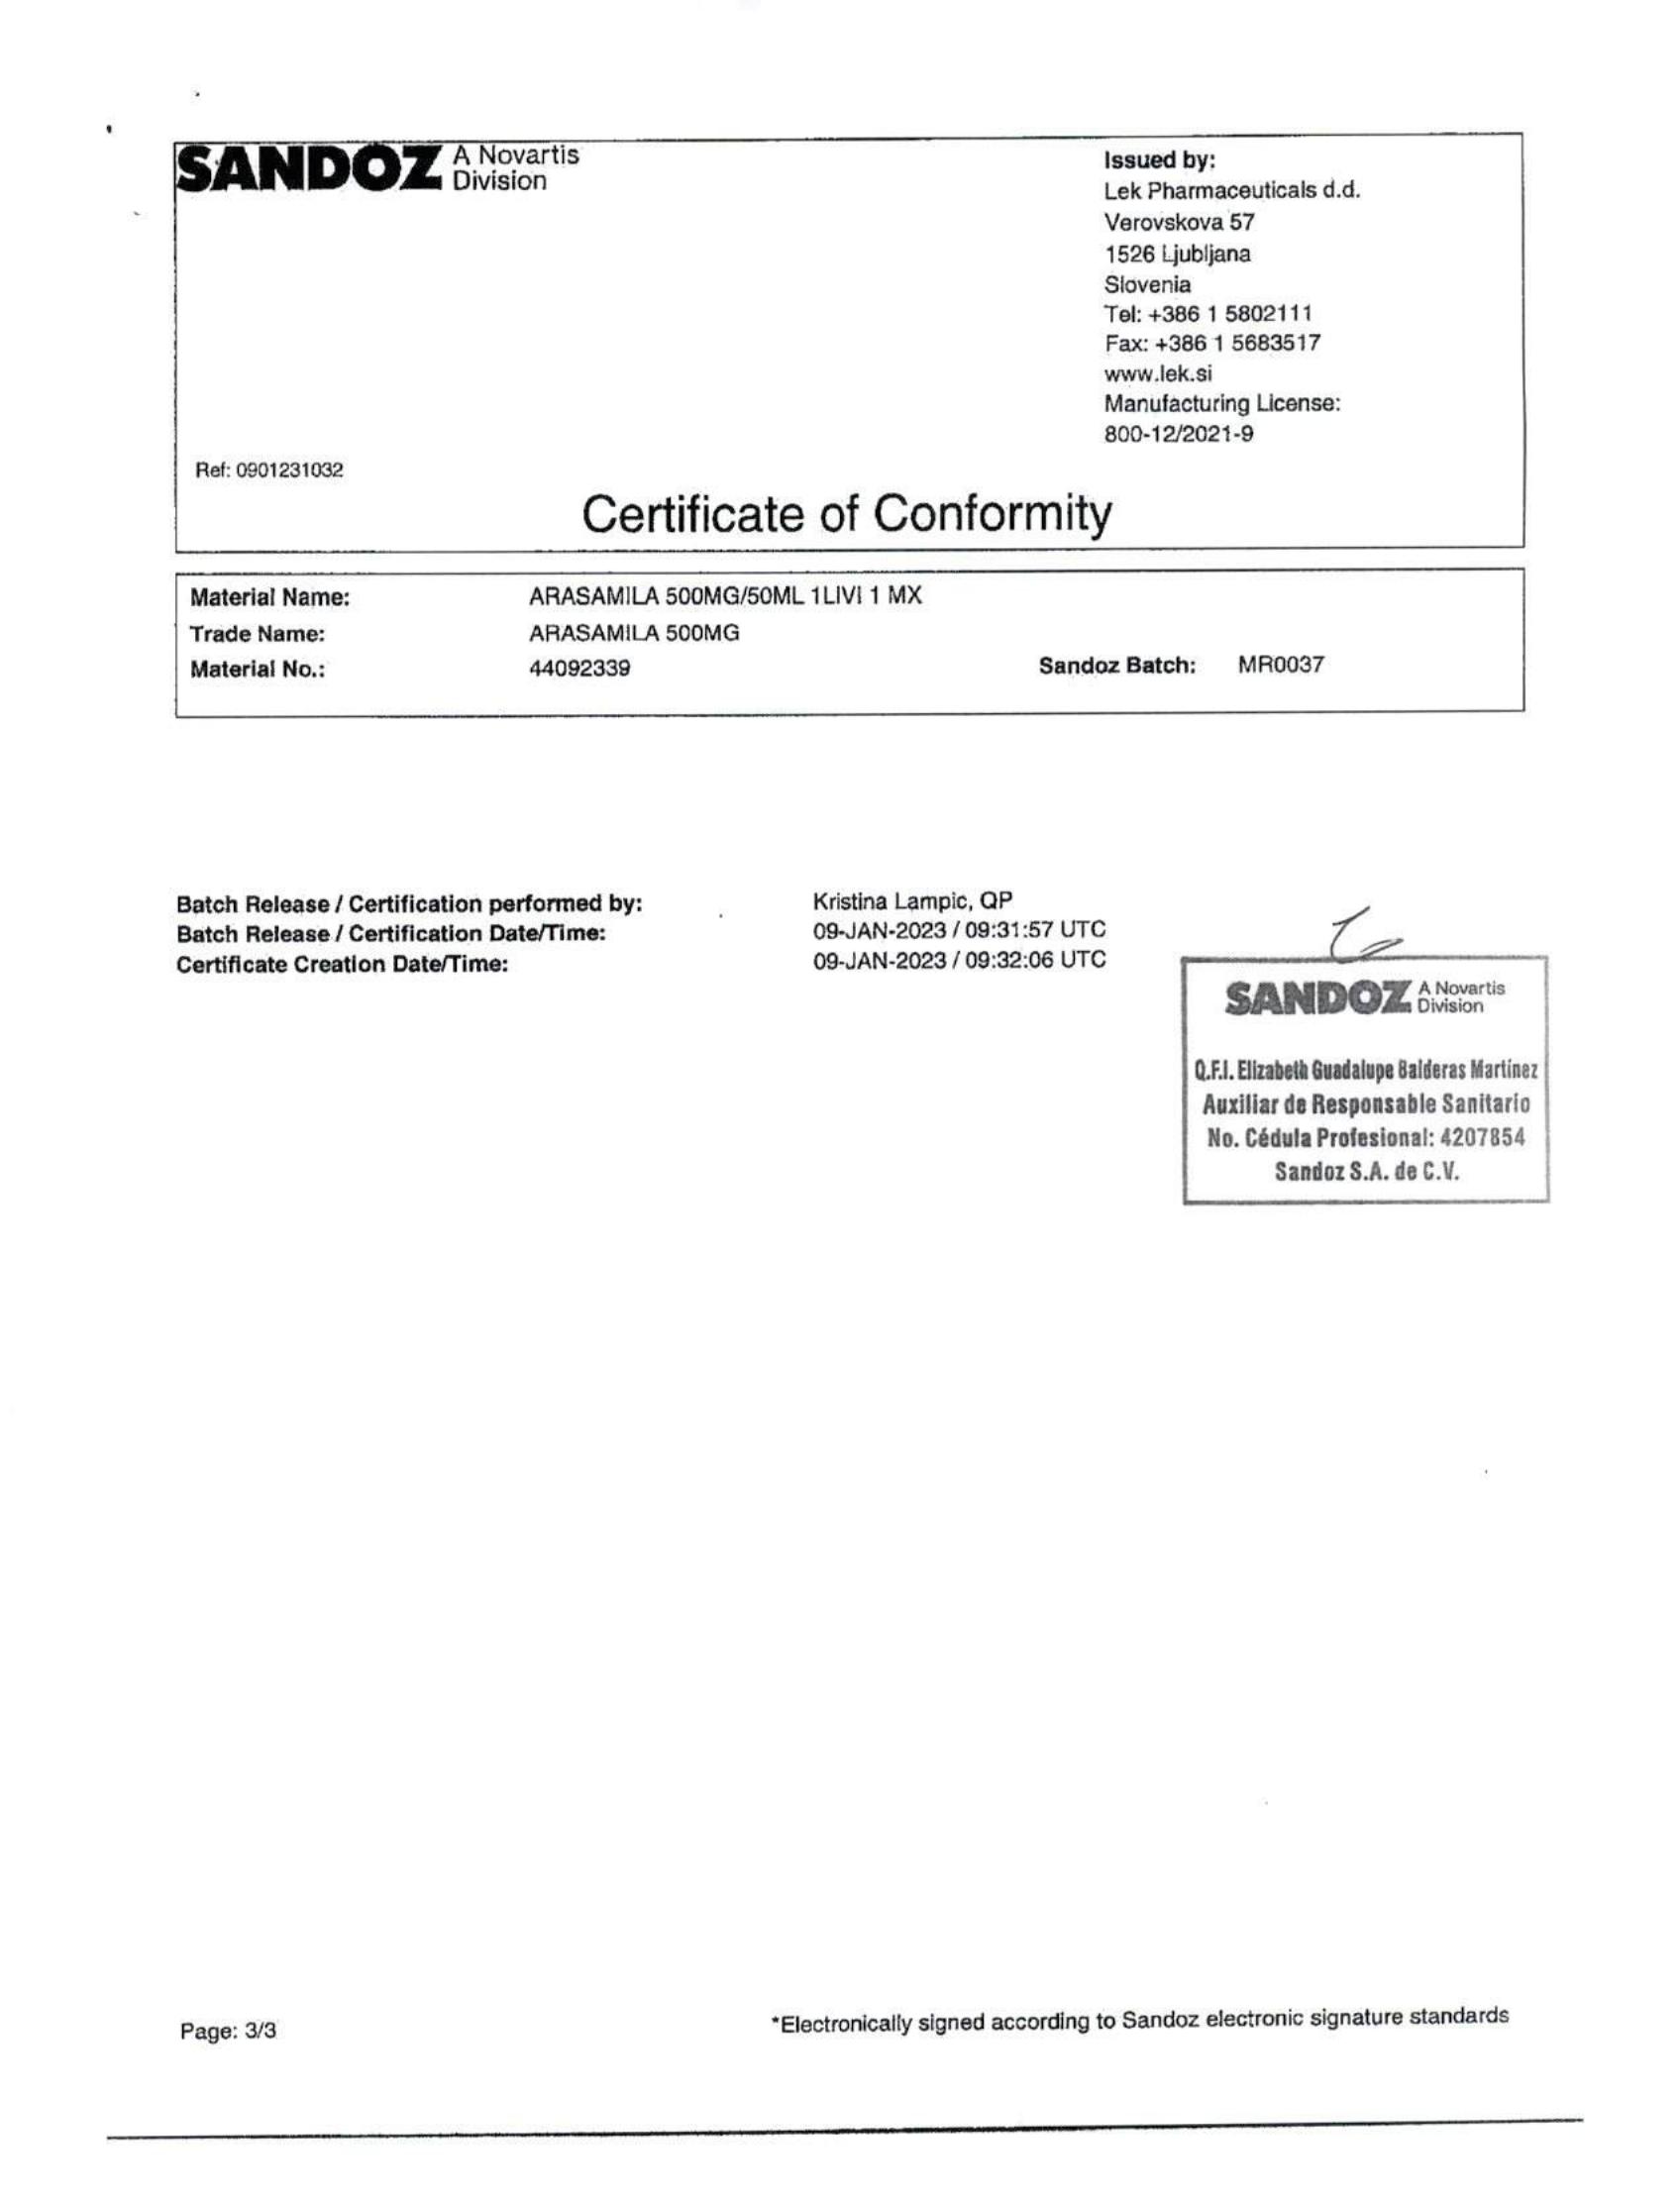 SANDOZ A Novartis Division
Issued by:
Lek Pharmaceuticals d.d.
Verovskova 57
1526 Ljubljana
Slovenia
Tel: +386 1 5802111
Fax: +386 1 5683517
www.lek.si
Manufacturing License:
800-12/2021-9
Ref: 0901231032
Certificate of Conformity
Material Name: ARASAMILA 500MG/50ML 1LIVI 1 MX
Trade Name: ARASAMILA 500MG
Material No.: 44092339 Sandoz Batch: MR0037
Batch Release / Certification performed by: Kristina Lampic, QP
Batch Release / Certification Date/Time: 09-JAN-2023 / 09:31:57 UTC
Certificate Creation Date/Time: 09-JAN-2023 / 09:32:06 UTC
SANDOZ A Novartis Division
Q.F.I. Elizabeth Guadalupe Balderas Martínez
Auxiliar de Responsable Sanitario
No. Cédula Profesional: 4207854
Sandoz S.A. de C.V.
Page: 3/3 *Electronically signed according to Sandoz electronic signature standards